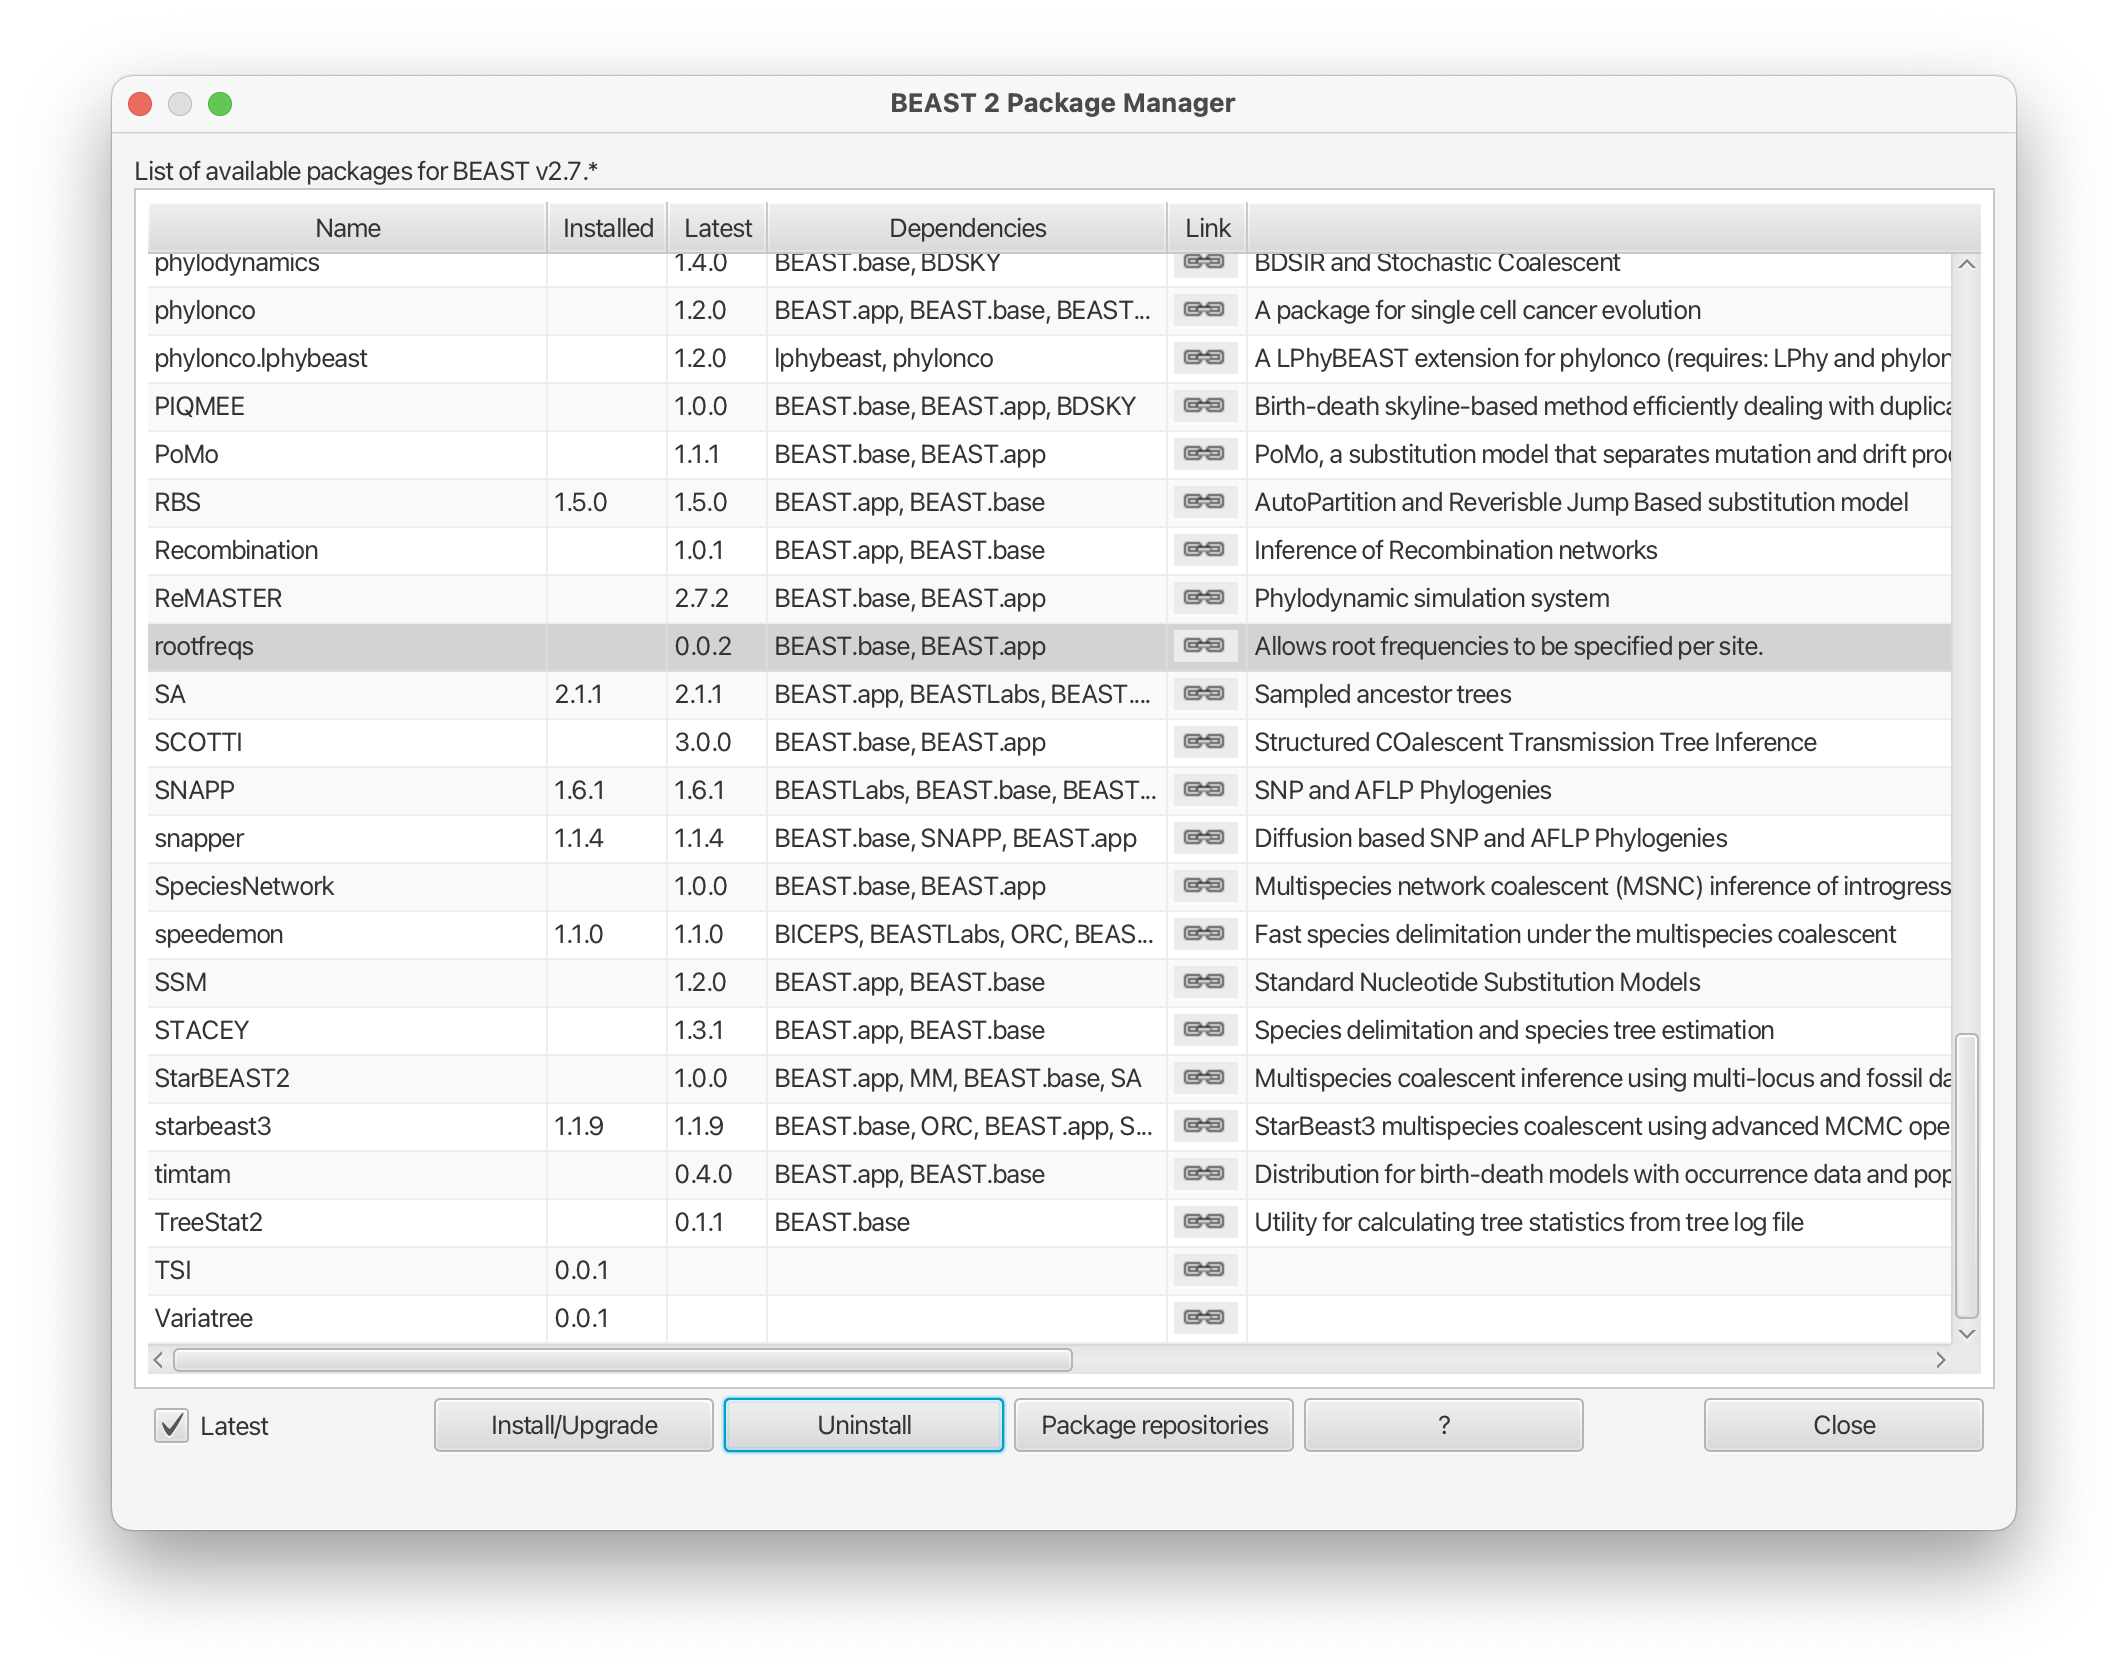 BEAST 2 Package Manager
List of available packages for BEAST v2.7.*
Name Installed Latest Dependencies Link
phylodynamics 1.4.0 BEAST.base, BDSKY BDSIR and Stochastic Coalescent
phylonco 1.2.0 BEAST.app, BEAST.base, BEAST... A package for single cell cancer evolution
phylonco.lphybeast 1.2.0 lphybeast, phylonco A LPhyBEAST extension for phylonco (requires: LPhy and phylon
PIQMEE 1.0.0 BEAST.base, BEAST.app, BDSKY Birth-death skyline-based method efficiently dealing with duplica
PoMo 1.1.1 BEAST.base, BEAST.app PoMo, a substitution model that separates mutation and drift proc
RBS 1.5.0 1.5.0 BEAST.app, BEAST.base AutoPartition and Reverisble Jump Based substitution model
Recombination 1.0.1 BEAST.app, BEAST.base Inference of Recombination networks
ReMASTER 2.7.2 BEAST.base, BEAST.app Phylodynamic simulation system
rootfreqs 0.0.2 BEAST.base, BEAST.app Allows root frequencies to be specified per site.
SA 2.1.1 2.1.1 BEAST.app, BEASTLabs, BEAST.... Sampled ancestor trees
SCOTTI 3.0.0 BEAST.base, BEAST.app Structured COalescent Transmission Tree Inference
SNAPP 1.6.1 1.6.1 BEASTLabs, BEAST.base, BEAST... SNP and AFLP Phylogenies
snapper 1.1.4 1.1.4 BEAST.base, SNAPP, BEAST.app Diffusion based SNP and AFLP Phylogenies
SpeciesNetwork 1.0.0 BEAST.base, BEAST.app Multispecies network coalescent (MSNC) inference of introgress
speedemon 1.1.0 1.1.0 BICEPS, BEASTLabs, ORC, BEAS... Fast species delimitation under the multispecies coalescent
SSM 1.2.0 BEAST.app, BEAST.base Standard Nucleotide Substitution Models
STACEY 1.3.1 BEAST.app, BEAST.base Species delimitation and species tree estimation
StarBEAST2 1.0.0 BEAST.app, MM, BEAST.base, SA Multispecies coalescent inference using multi-locus and fossil da
starbeast3 1.1.9 1.1.9 BEAST.base, ORC, BEAST.app, S... StarBeast3 multispecies coalescent using advanced MCMC ope
timtam 0.4.0 BEAST.app, BEAST.base Distribution for birth-death models with occurrence data and pop
TreeStat2 0.1.1 BEAST.base Utility for calculating tree statistics from tree log file
TSI 0.0.1
Variatree 0.0.1
Latest Install/Upgrade Uninstall Package repositories ? Close